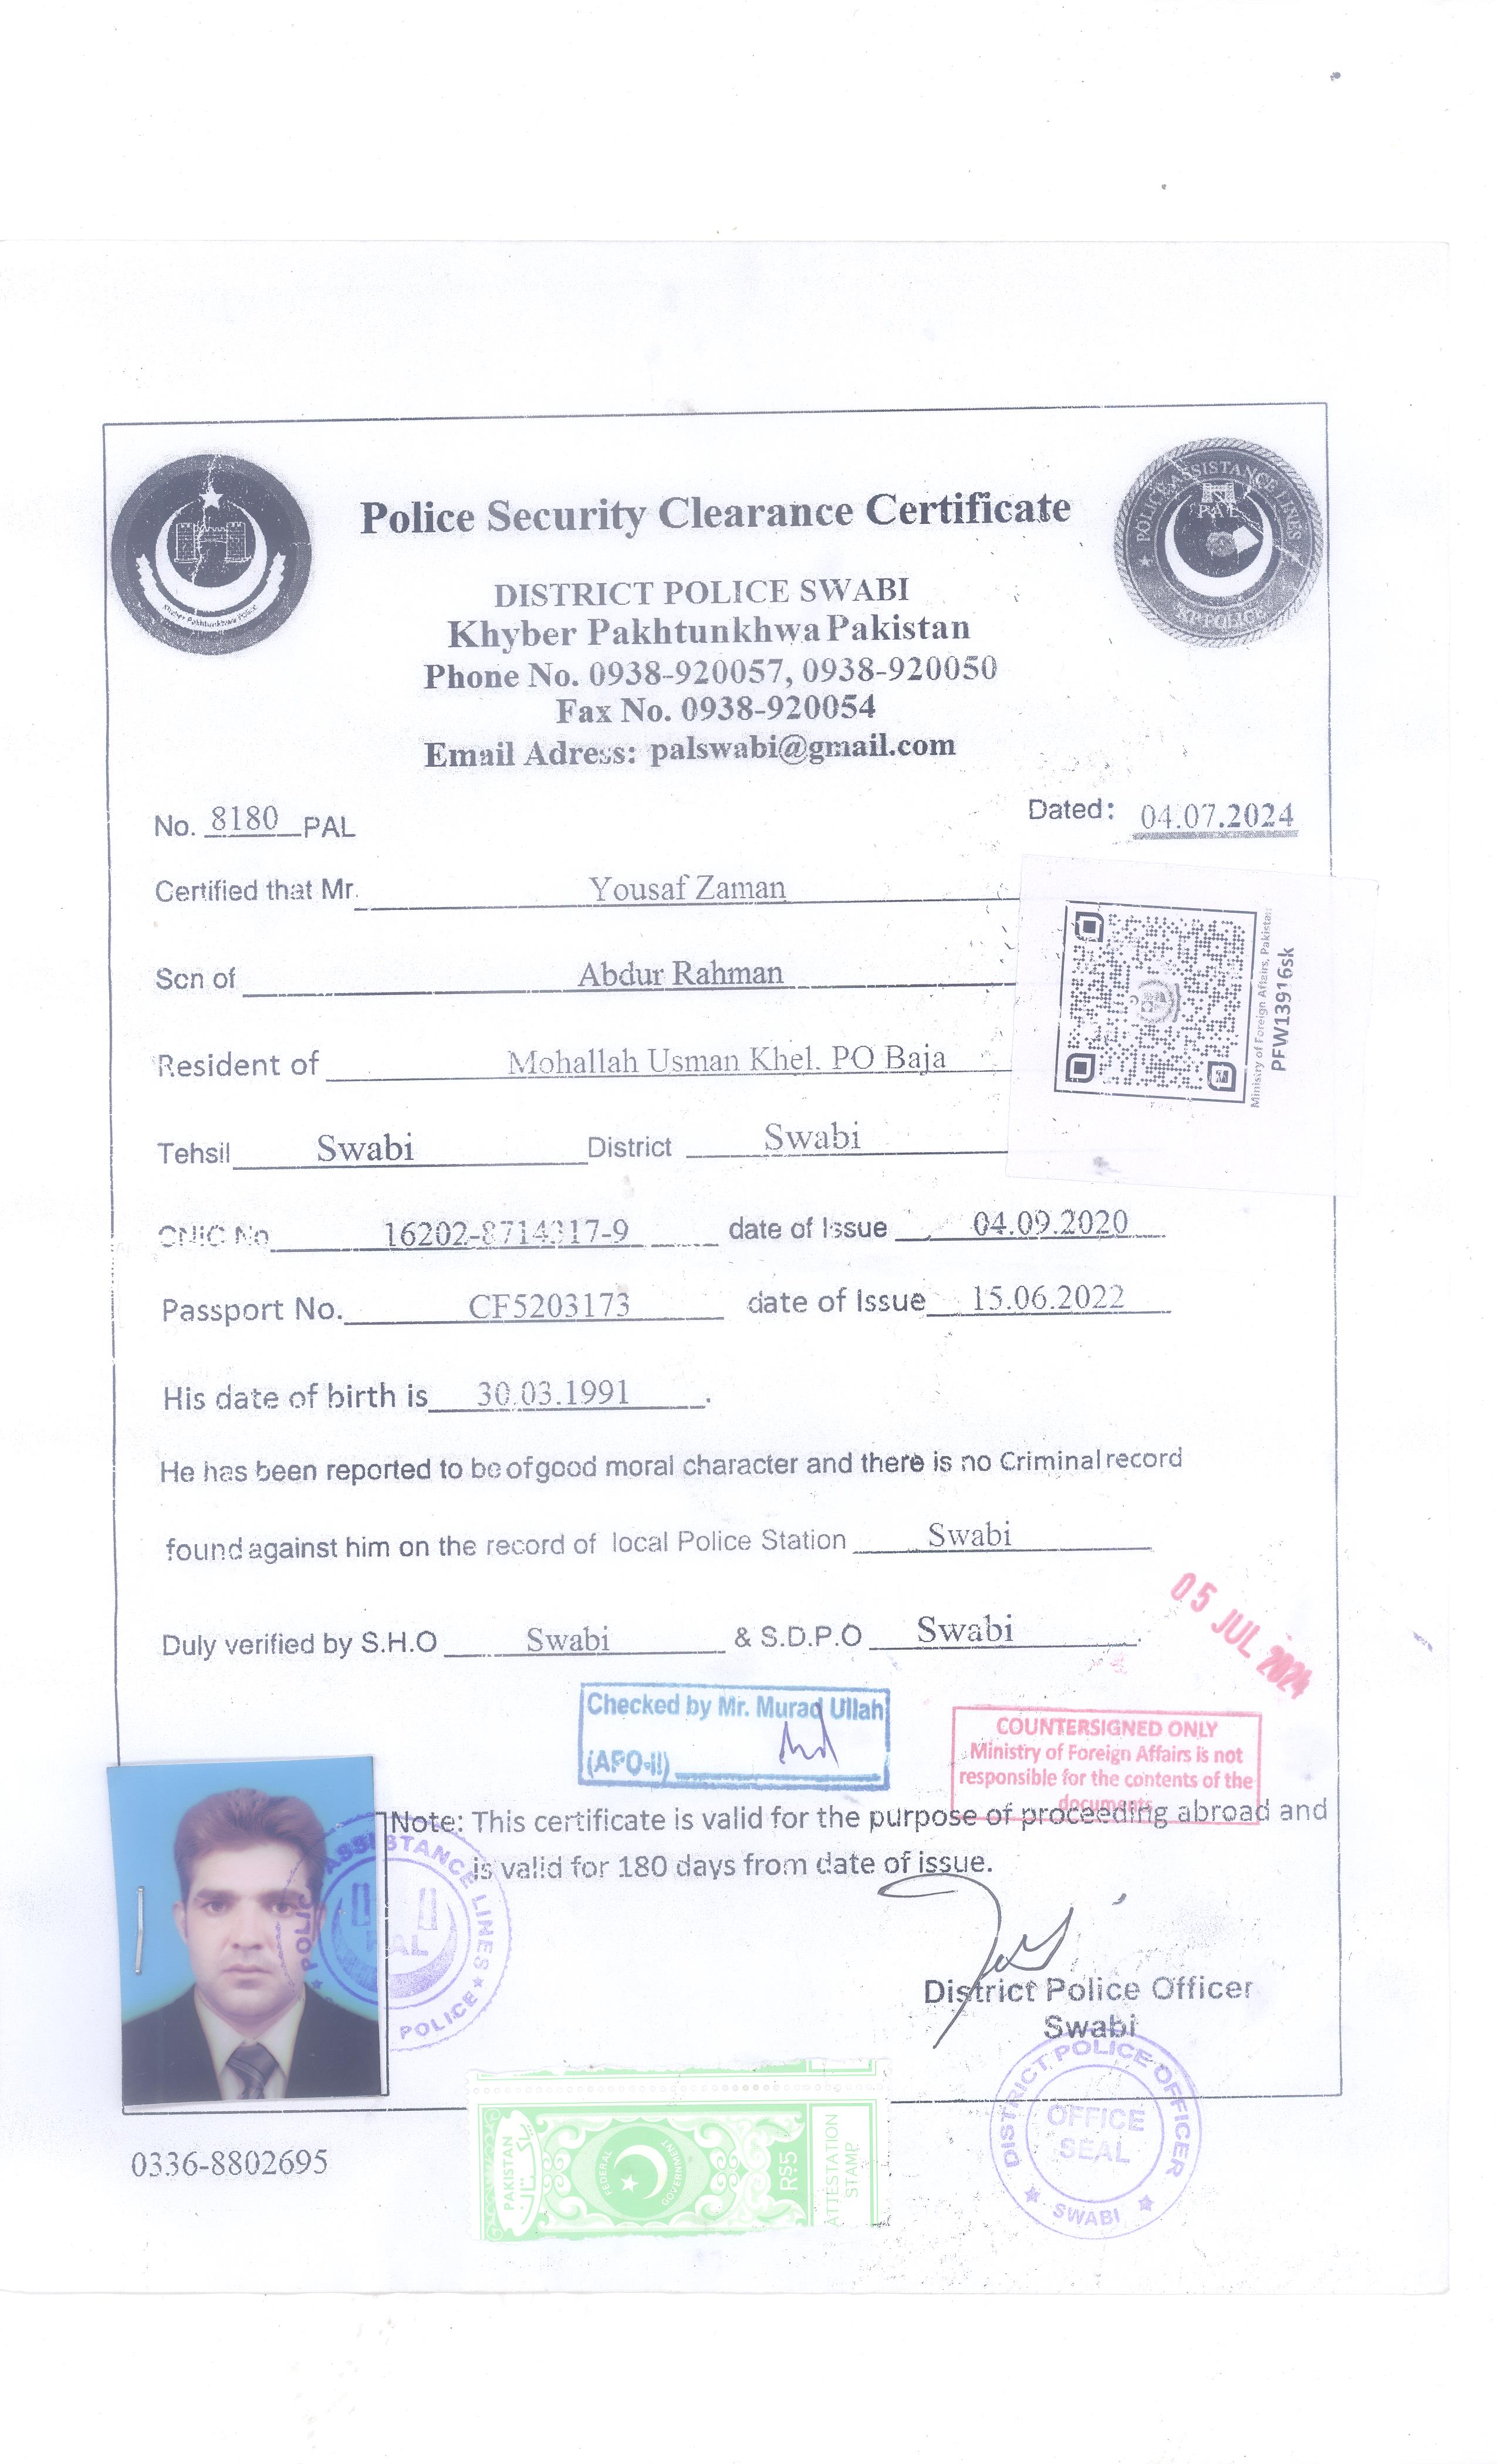 Police Security Clearance Certificate
DISTRICT POLICE SWABI
Khyber Pakhtunkhwa Pakistan
Phone No. 0938-920057, 0938-920050
Fax No. 0938-920054
Email Adress: palswabi@gmail.com
Khyber Pakhtunkhwa Police
POLICE ASSISTANCE LINES
PAL
KP POLICE
No. 8180 PAL
Dated: 04.07.2024
Certified that Mr. Yousaf Zaman
Son of Abdur Rahman
Resident of Mohallah Usman Khel. PO Baja
Ministry of Foreign Affairs, Pakistan
PFW13916sk
Tehsil Swabi District Swabi
CNIC No 16202-8714317-9 date of Issue 04.09.2020
Passport No. CF5203173 date of Issue 15.06.2022
His date of birth is 30.03.1991.
He has been reported to be of good moral character and there is no Criminal record
found against him on the record of local Police Station Swabi
05 JUL 2024
Duly verified by S.H.O Swabi & S.D.P.O Swabi.
Checked by Mr. Murad Ullah
(APO-II)
COUNTERSIGNED ONLY
Ministry of Foreign Affairs is not
responsible for the contents of the
documents
Note: This certificate is valid for the purpose of proceeding abroad and
is valid for 180 days from date of issue.
ASSISTANCE LINES
PAL
POLICE
District Police Officer
Swabi
DISTRICT POLICE OFFICER
OFFICE
SEAL
SWABI
PAKISTAN
FEDERAL
GOVERNMENT
RS5
ATTESTATION
STAMP
0336-8802695